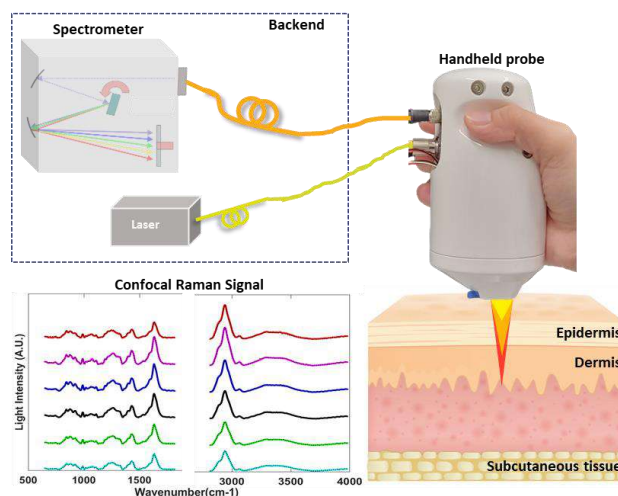 Backend
Spectrometer
Handheld probe
Laser
Confocal Raman Signal
Light Intensity (A.U.)
500
1000
1500
3000
3500
4000
Wavenumber(cm-1)
Epidermis
Dermis
Subcutaneous tissue